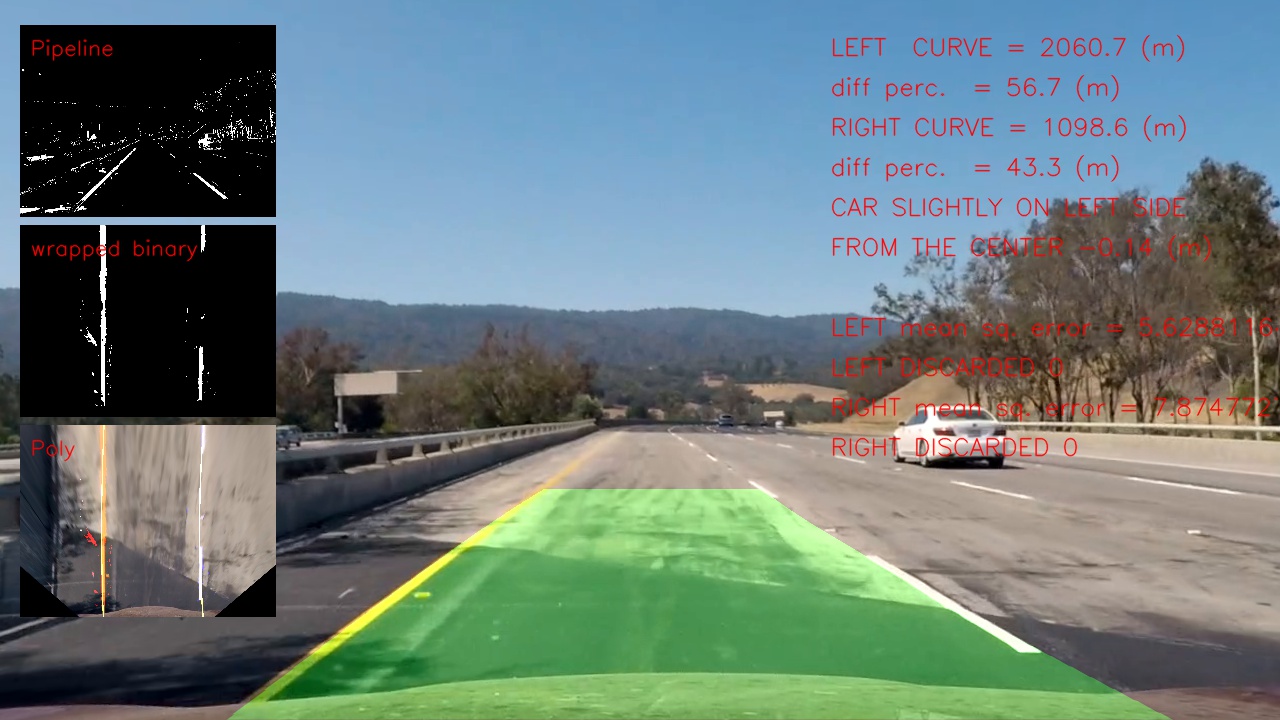 Pipeline
wrapped binary
Poly
LEFT CURVE = 2060.7 (m)
diff perc. = 56.7 (m)
RIGHT CURVE = 1098.6 (m)
diff perc. = 43.3 (m)
CAR SLIGHTLY ON LEFT SIDE
FROM THE CENTER -0.14 (m)
LEFT mean sq. error = 5.6288116
LEFT DISCARDED 0
RIGHT mean sq. error = 7.874772
RIGHT DISCARDED 0